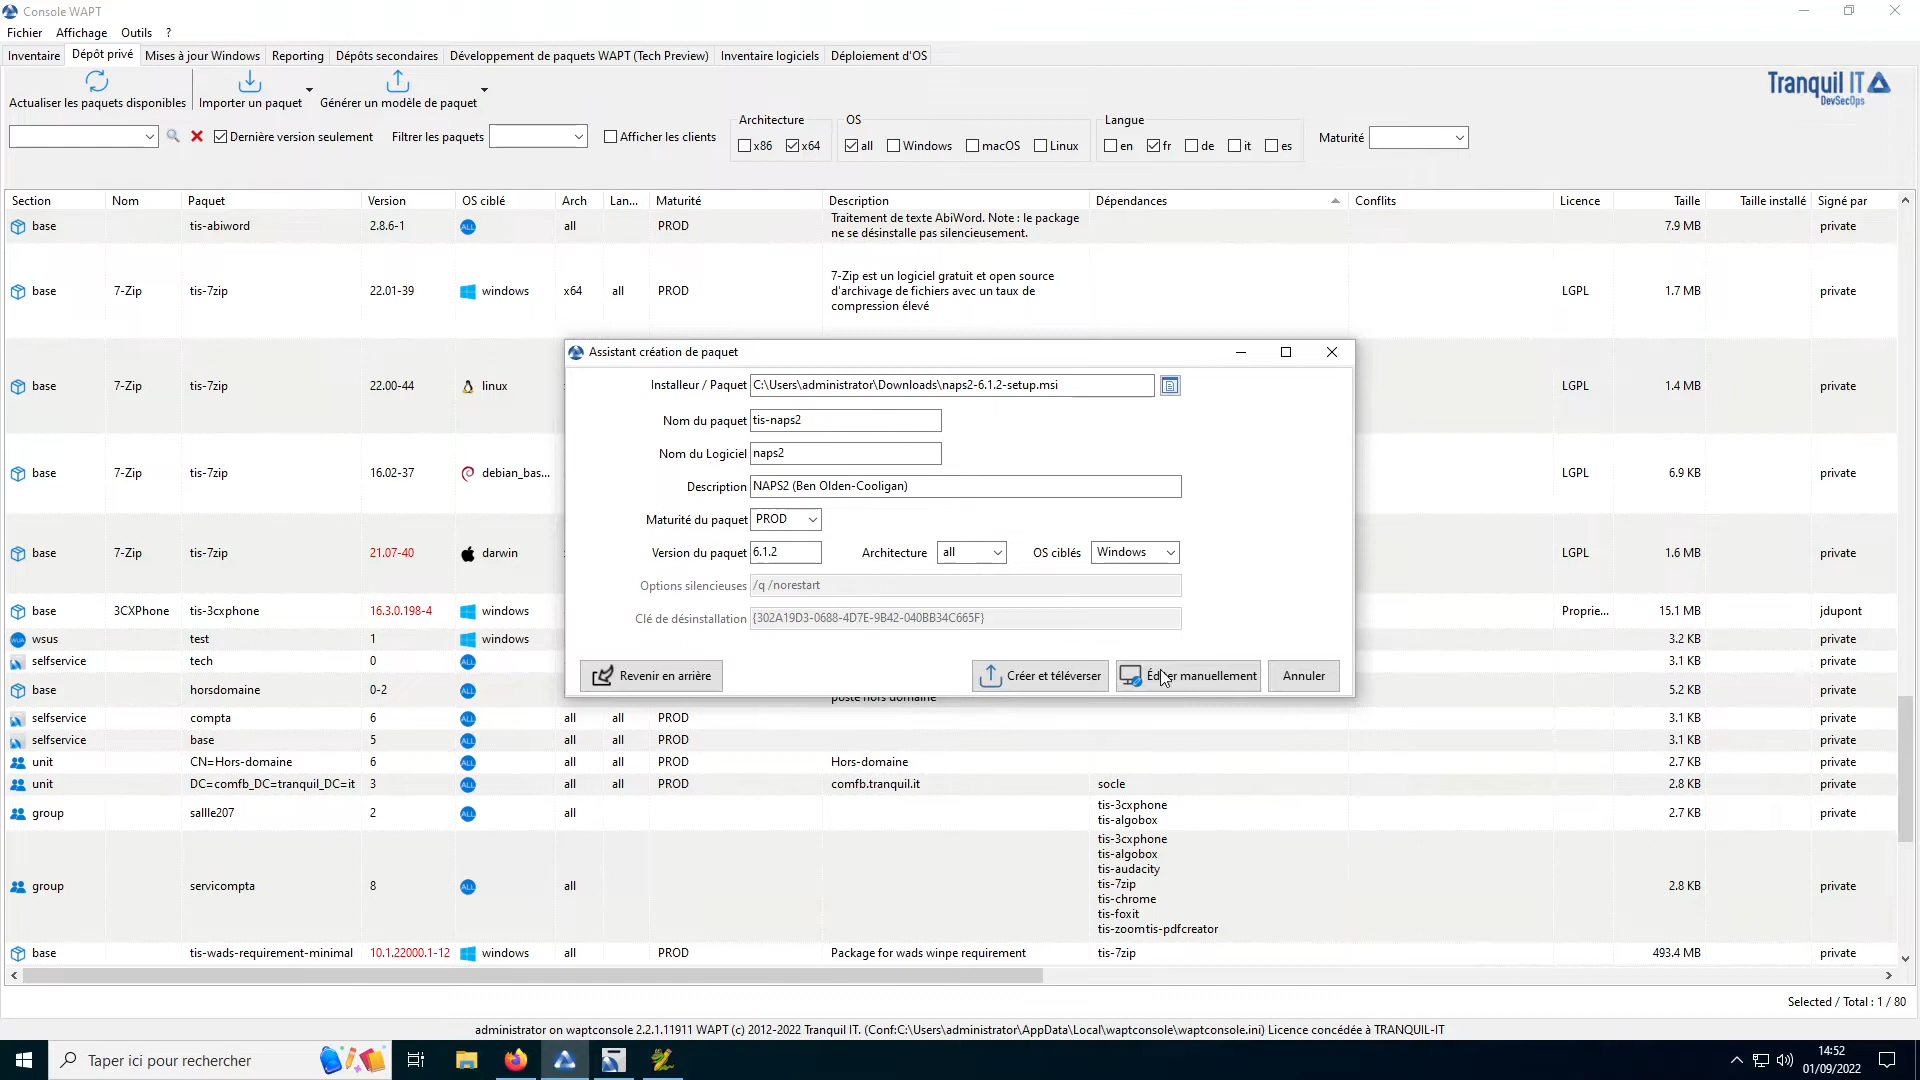 Console WAPT
Fichier Affichage Outils ?
Inventaire Dépôt privé Mises à jour Windows Reporting Dépôts secondaires Développement de paquets WAPT (Tech Preview) Inventaire logiciels Déploiement d'OS
Actualiser les paquets disponibles Importer un paquet Générer un modèle de paquet
Tranquil IT
DevSecOps
Dernière version seulement Filtrer les paquets Afficher les clients
Architecture
x86 x64
OS
all Windows macOS Linux
Langue
en fr de it es
Maturité
Section Nom Paquet Version OS ciblé Arch Lan... Maturité Description Dépendances Conflits Licence Taille Taille installé Signé par
base tis-abiword 2.8.6-1 ALL all PROD Traitement de texte AbiWord. Note : le package
ne se désinstalle pas silencieusement. 7.9 MB private
base 7-Zip tis-7zip 22.01-39 windows x64 all PROD 7-Zip est un logiciel gratuit et open source
d'archivage de fichiers avec un taux de
compression élevé LGPL 1.7 MB private
base 7-Zip tis-7zip 22.00-44 linux LGPL 1.4 MB private
base 7-Zip tis-7zip 16.02-37 debian_bas... LGPL 6.9 KB private
base 7-Zip tis-7zip 21.07-40 darwin LGPL 1.6 MB private
base 3CXPhone tis-3cxphone 16.3.0.198-4 windows Proprie... 15.1 MB jdupont
wsus test 1 windows 3.2 KB private
selfservice tech 0 ALL 3.1 KB private
base horsdomaine 0-2 ALL poste hors domaine 5.2 KB private
selfservice compta 6 ALL all all PROD 3.1 KB private
selfservice base 5 ALL all all PROD 3.1 KB private
unit CN=Hors-domaine 6 ALL all all PROD Hors-domaine 2.7 KB private
unit DC=comfb_DC=tranquil_DC=it 3 ALL all all PROD comfb.tranquil.it socle 2.8 KB private
group sallle207 2 ALL all tis-3cxphone
tis-algobox 2.7 KB private
group servicompta 8 ALL all tis-3cxphone
tis-algobox
tis-audacity
tis-7zip
tis-chrome
tis-foxit
tis-zoomtis-pdfcreator 2.8 KB private
base tis-wads-requirement-minimal 10.1.22000.1-12 windows all PROD Package for wads winpe requirement tis-7zip 493.4 MB private
Assistant création de paquet
Installeur / Paquet C:\Users\administrator\Downloads\naps2-6.1.2-setup.msi
Nom du paquet tis-naps2
Nom du Logiciel naps2
Description NAPS2 (Ben Olden-Cooligan)
Maturité du paquet PROD
Version du paquet 6.1.2 Architecture all OS ciblés Windows
Options silencieuses /q /norestart
Clé de désinstallation {302A19D3-0688-4D7E-9B42-040BB34C665F}
Revenir en arrière Créer et téléverser Éditer manuellement Annuler
Selected / Total : 1 / 80
administrator on waptconsole 2.2.1.11911 WAPT (c) 2012-2022 Tranquil IT. (Conf:C:\Users\administrator\AppData\Local\waptconsole\waptconsole.ini) Licence concédée à TRANQUIL-IT
Taper ici pour rechercher
14:52
01/09/2022